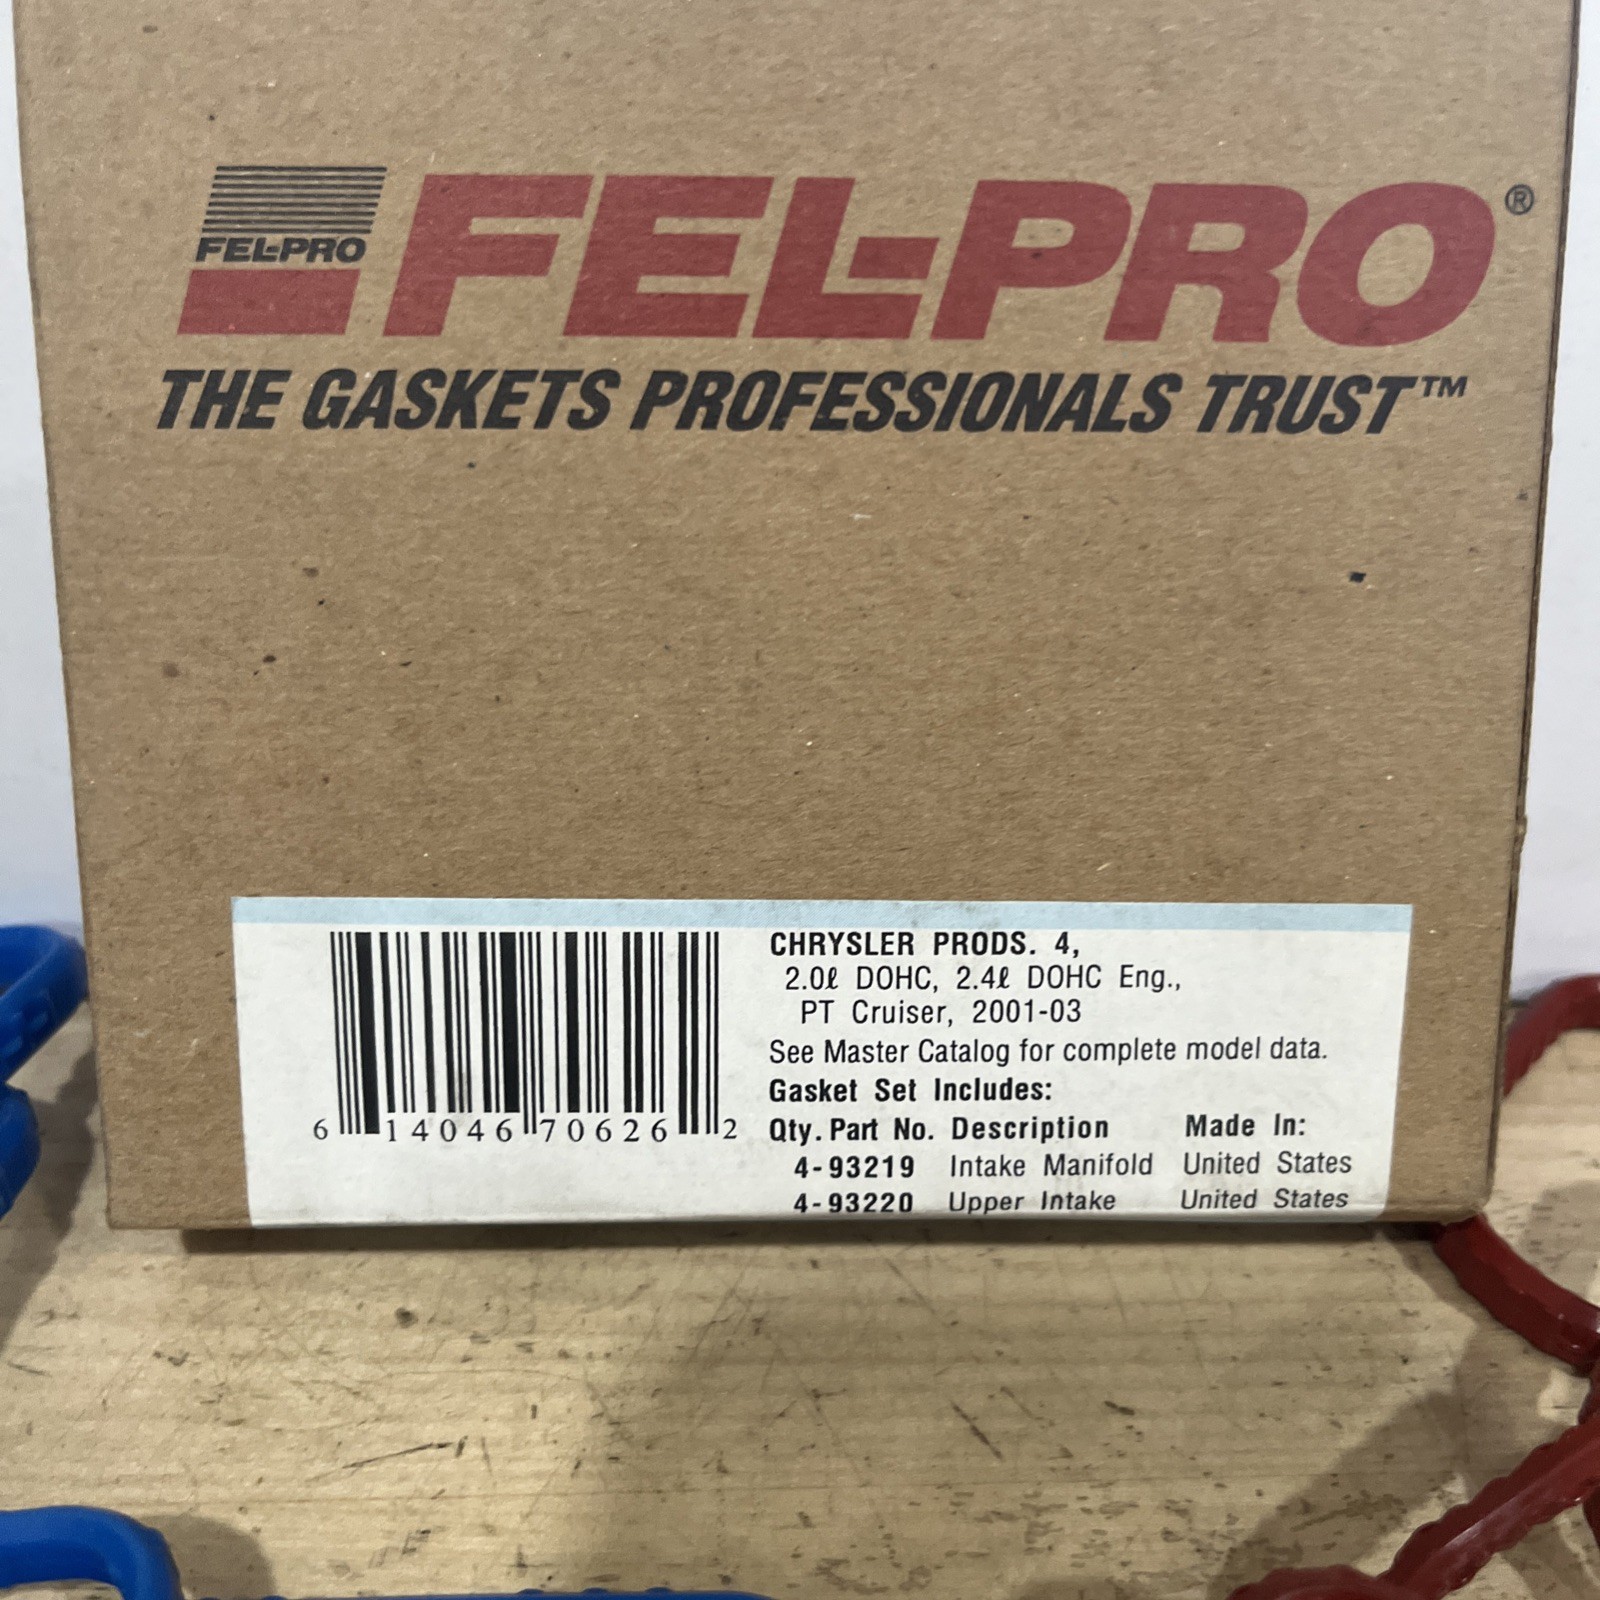 FEL-PRO
FEL-PRO®
THE GASKETS PROFESSIONALS TRUST™
CHRYSLER PRODS. 4,
2.0ℓ DOHC, 2.4ℓ DOHC Eng.,
PT Cruiser, 2001-03
See Master Catalog for complete model data.
Gasket Set Includes:
Qty. Part No. Description Made In:
4-93219 Intake Manifold United States
4-93220 Upper Intake United States
6 14046 70626 2